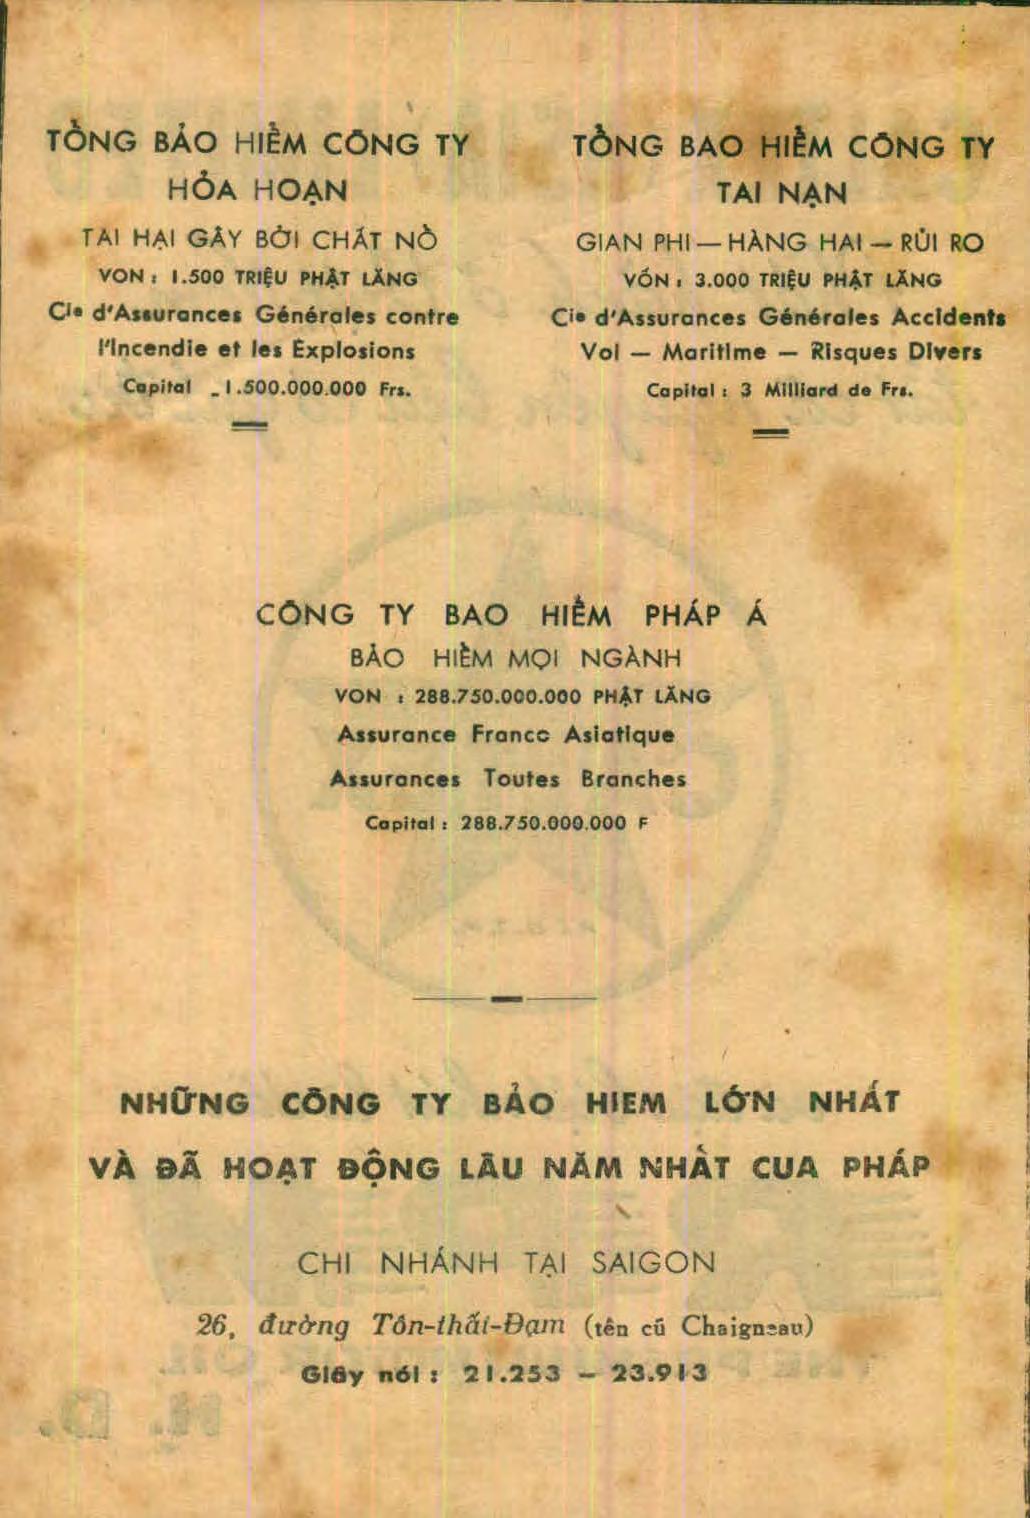 TỔNG BẢO HIỂM CÔNG TY
HỎA HOẠN
TAI HẠI GÂY BỞI CHẤT NỔ
VON : 1.500 TRIỆU PHẬT LĂNG
Cie d'Assurances Générales contre
l'Incendie et les Explosions
Capital _ 1.500.000.000 Frs.
TỔNG BAO HIỂM CÔNG TY
TAI NẠN
GIAN PHI — HÀNG HAI — RỦI RO
VỐN : 3.000 TRIỆU PHẬT LĂNG
Cie d'Assurances Générales Accidents
Vol — Maritime — Risques Divers
Capital : 3 Milliard de Frs.
CÔNG TY BAO HIỂM PHÁP Á
BẢO HIỂM MỌI NGÀNH
VON : 288.750.000.000 PHẬT LĂNG
Assurance Franco Asiatique
Assurances Toutes Branches
Capital : 288.750.000.000 F
NHỮNG CÔNG TY BẢO HIEM LỚN NHẤT
VÀ ĐÃ HOẠT ĐỘNG LÂU NĂM NHẤT CUA PHÁP
CHI NHÁNH TẠI SAIGON
26, đường Tôn-thất-Đạm (tên cũ Chaigneau)
Giây nói : 21.253 - 23.913